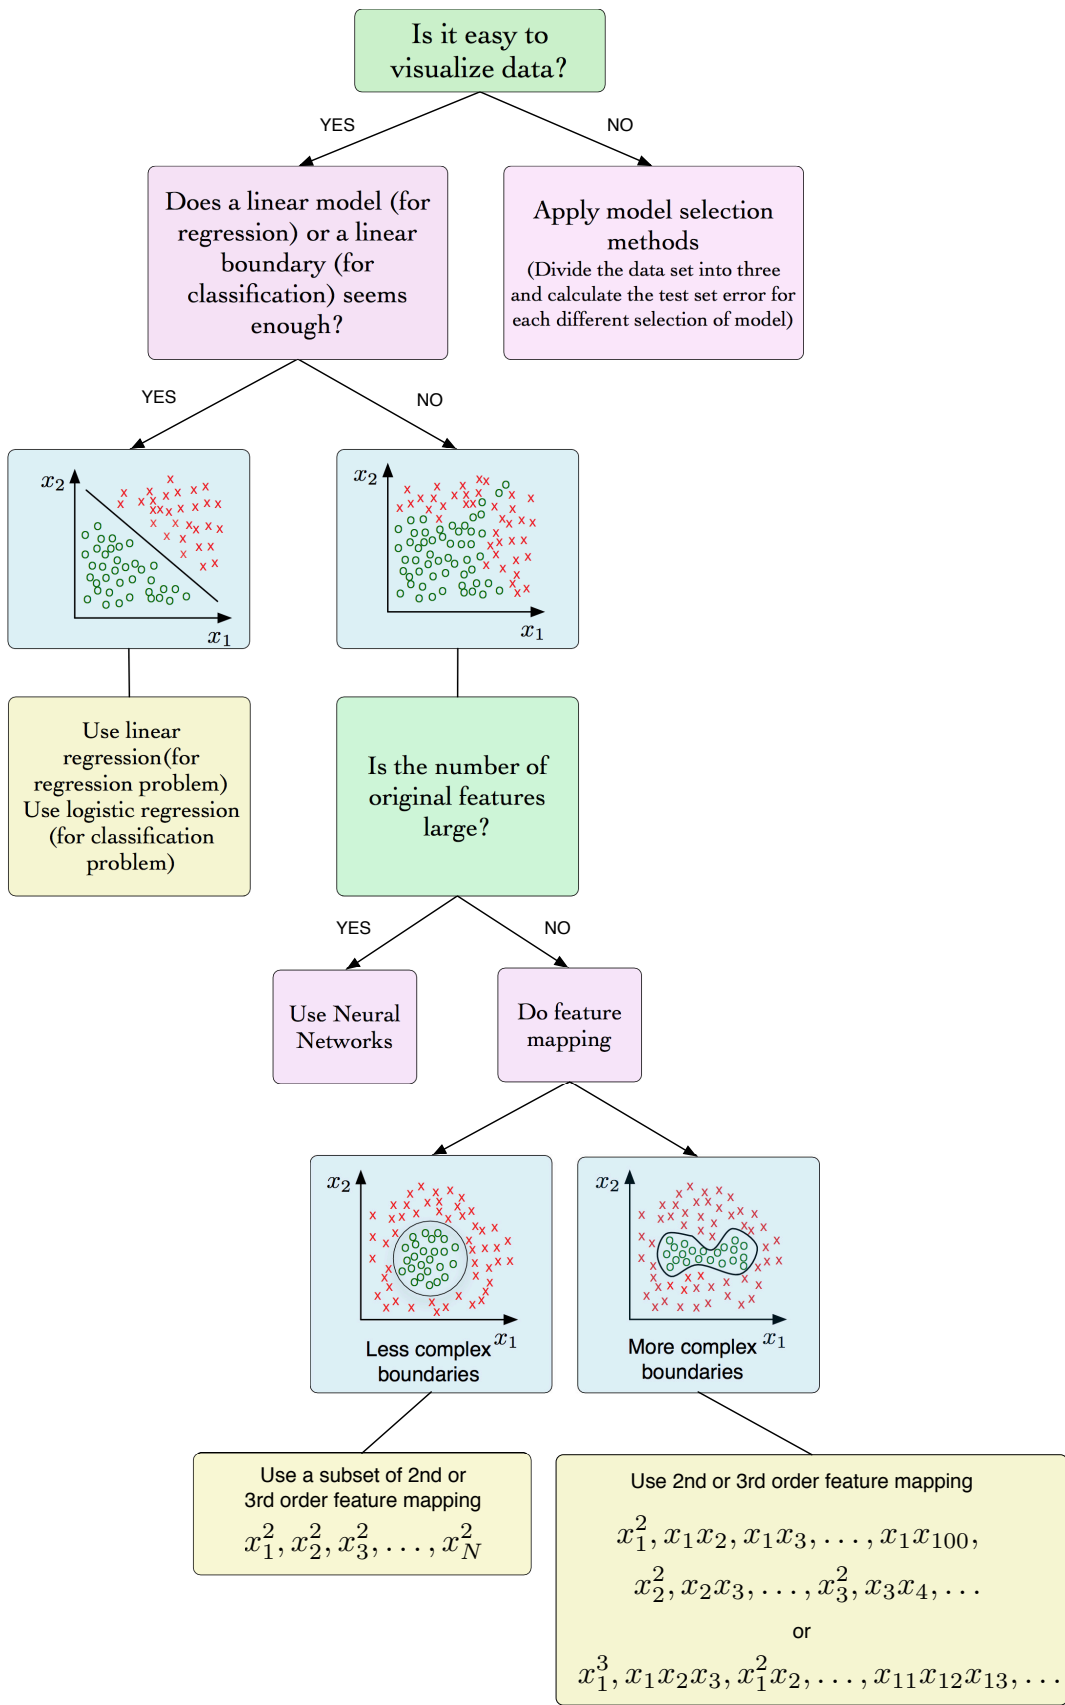 Is it easy to
visualize data?
YES
NO
Does a linear model (for
regression) or a linear
boundary (for
classification) seems
enough?
Apply model selection
methods
(Divide the data set into three
and calculate the test set error for
each different selection of model)
YES
NO
x₂
x₁
x₂
x₁
Use linear
regression(for
regression problem)
Use logistic regression
(for classification
problem)
Is the number of
original features
large?
YES
NO
Use Neural
Networks
Do feature
mapping
x₂
x₁
Less complex
boundaries
x₂
x₁
More complex
boundaries
Use a subset of 2nd or
3rd order feature mapping
x₁², x₂², x₃², . . . , x_N²
Use 2nd or 3rd order feature mapping
x₁², x₁x₂, x₁x₃, . . . , x₁x₁₀₀,
x₂², x₂x₃, . . . , x₃², x₃x₄, . . .
or
x₁³, x₁x₂x₃, x₁²x₂, . . . , x₁₁x₁₂x₁₃, . . .